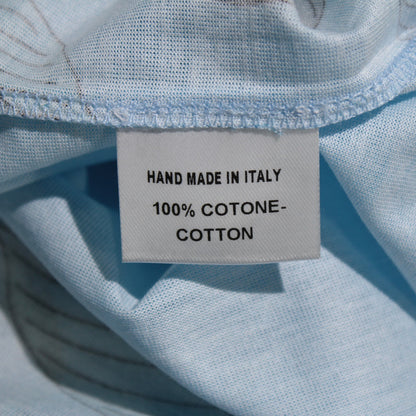 HAND MADE IN ITALY
100% COTONE-
COTTON